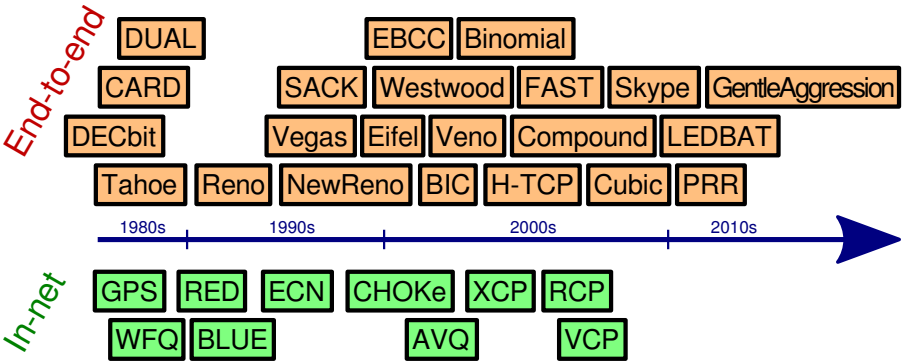 End-to-end
DUAL EBCC Binomial
CARD SACK Westwood FAST Skype GentleAggression
DECbit Vegas Eifel Veno Compound LEDBAT
Tahoe Reno NewReno BIC H-TCP Cubic PRR
1980s 1990s 2000s 2010s
In-net
GPS RED ECN CHOKe XCP RCP
WFQ BLUE AVQ VCP